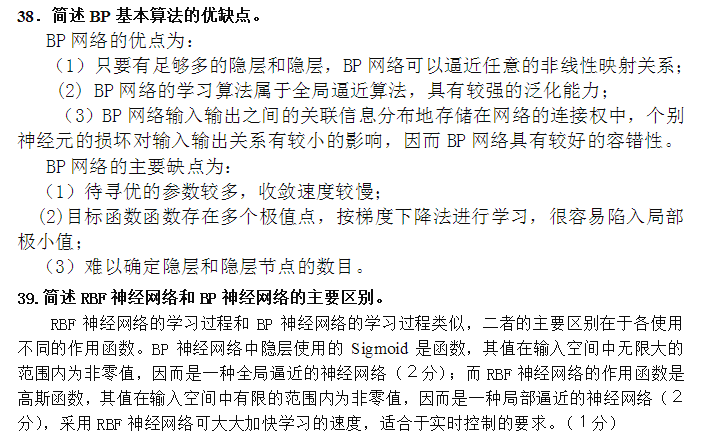 38．简述 BP 基本算法的优缺点。
BP 网络的优点为：
（1）只要有足够多的隐层和隐层，BP 网络可以逼近任意的非线性映射关系；
(2) BP 网络的学习算法属于全局逼近算法，具有较强的泛化能力；
（3）BP 网络输入输出之间的关联信息分布地存储在网络的连接权中，个别
神经元的损坏对输入输出关系有较小的影响，因而 BP 网络具有较好的容错性。
BP 网络的主要缺点为：
（1）待寻优的参数较多，收敛速度较慢；
(2)目标函数函数存在多个极值点，按梯度下降法进行学习，很容易陷入局部
极小值；
（3）难以确定隐层和隐层节点的数目。
39.简述 RBF 神经网络和 BP 神经网络的主要区别。
RBF 神经网络的学习过程和 BP 神经网络的学习过程类似，二者的主要区别在于各使用
不同的作用函数。BP 神经网络中隐层使用的 Sigmoid 是函数，其值在输入空间中无限大的
范围内为非零值，因而是一种全局逼近的神经网络（２分）；而 RBF 神经网络的作用函数是
高斯函数，其值在输入空间中有限的范围内为非零值，因而是一种局部逼近的神经网络（２
分），采用 RBF 神经网络可大大加快学习的速度，适合于实时控制的要求。（１分）